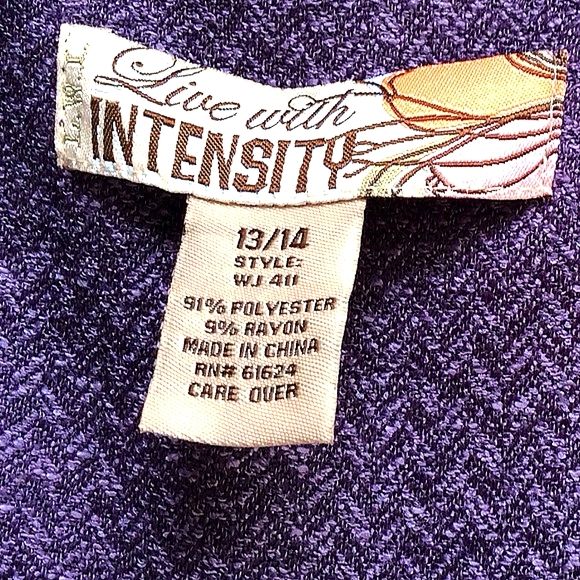 L.W.I.
Live with
INTENSITY
13/14
STYLE:
WJ 411
91% POLYESTER
9% RAYON
MADE IN CHINA
RN# 61624
CARE OVER